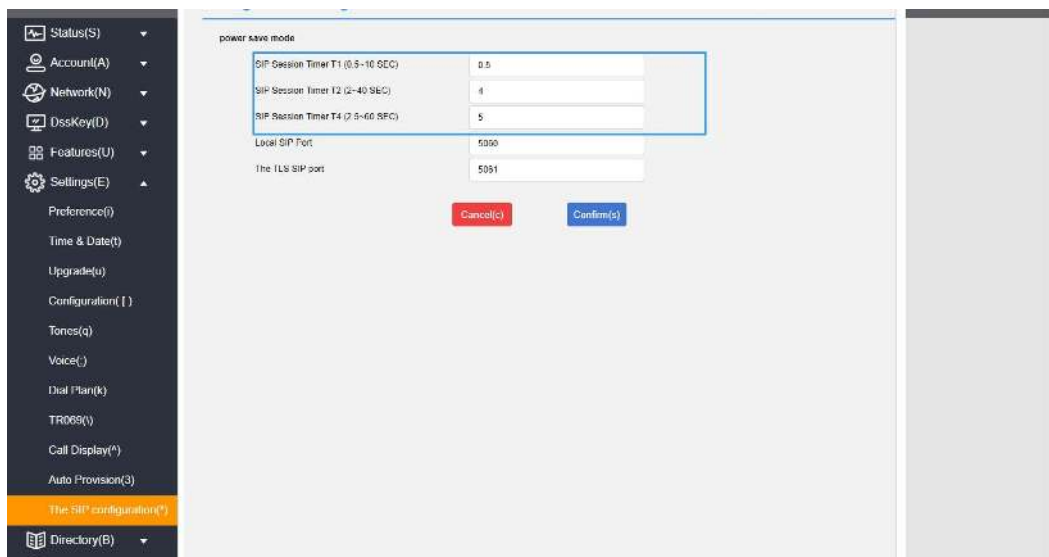 Status(S)
Account(A)
Network(N)
DssKey(D)
Features(U)
Settings(E)
Preference(i)
Time & Date(t)
Upgrade(u)
Configuration( [ )
Tones(q)
Voice(;)
Dial Plan(k)
TR069(\)
Call Display(^)
Auto Provision(3)
The SIP configuration(*)
Directory(B)
power save mode
SIP Session Timer T1 (0.5~10 SEC) 0.5
SIP Session Timer T2 (2~40 SEC) 4
SIP Session Timer T4 (2.5~60 SEC) 5
Local SIP Port 5060
The TLS SIP port 5061
Cancel(c) Confirm(s)